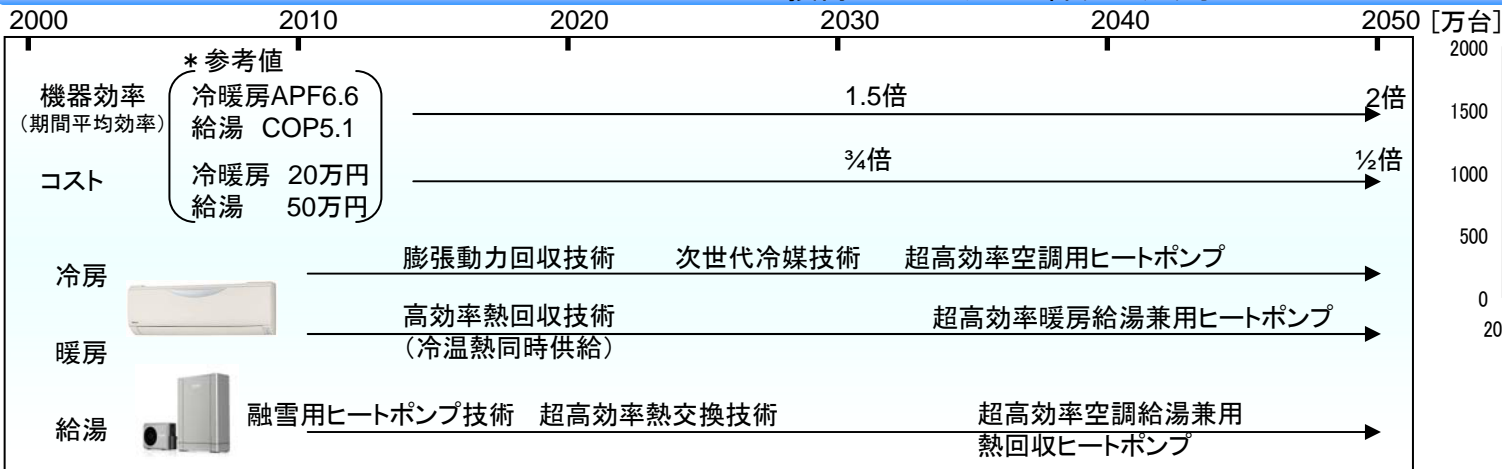 2000 2010 2020 2030 2040 2050 [万台]
2000
＊参考値
機器効率 冷暖房APF6.6 1.5倍 2倍
（期間平均効率） 給湯 COP5.1
1500
コスト 冷暖房 20万円 ¾倍 ½倍
給湯 50万円
1000
膨張動力回収技術 次世代冷媒技術 超高効率空調用ヒートポンプ
500
冷房
0
高効率熱回収技術 超高効率暖房給湯兼用ヒートポンプ
20
（冷温熱同時供給）
暖房
融雪用ヒートポンプ技術 超高効率熱交換技術 超高効率空調給湯兼用
給湯
熱回収ヒートポンプ